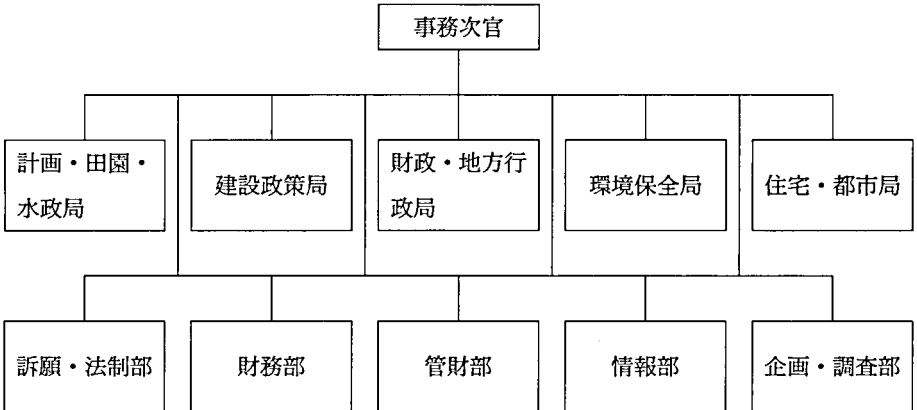 事務次官
計画・田園・
水政局
建設政策局
財政・地方行
政局
環境保全局
住宅・都市局
訴願・法制部
財務部
管財部
情報部
企画・調査部